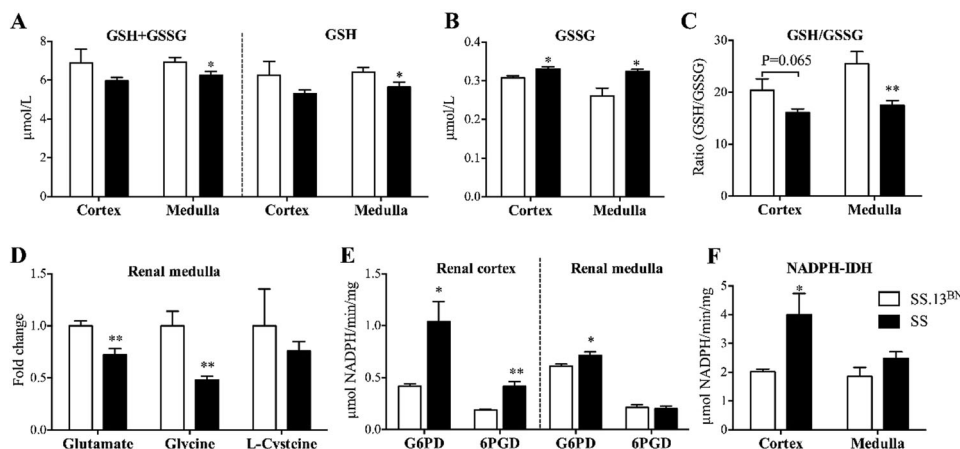 A
GSH+GSSG
GSH
μmol/L
8
6
4
2
0
*
*
Cortex
Medulla
Cortex
Medulla
B
GSSG
μmol/L
0.4
0.3
0.2
0.1
0.0
*
*
Cortex
Medulla
C
GSH/GSSG
Ratio (GSH/GSSG)
30
20
10
0
P=0.065
**
Cortex
Medulla
D
Renal medulla
Fold change
1.5
1.0
0.5
0.0
**
**
Glutamate
Glycine
L-Cystcine
E
Renal cortex
Renal medulla
μmol NADPH/min/mg
1.5
1.0
0.5
0.0
*
**
*
G6PD
6PGD
G6PD
6PGD
F
NADPH-IDH
μmol NADPH/min/mg
5
4
3
2
1
0
*
SS.13ᴮᴺ
SS
Cortex
Medulla